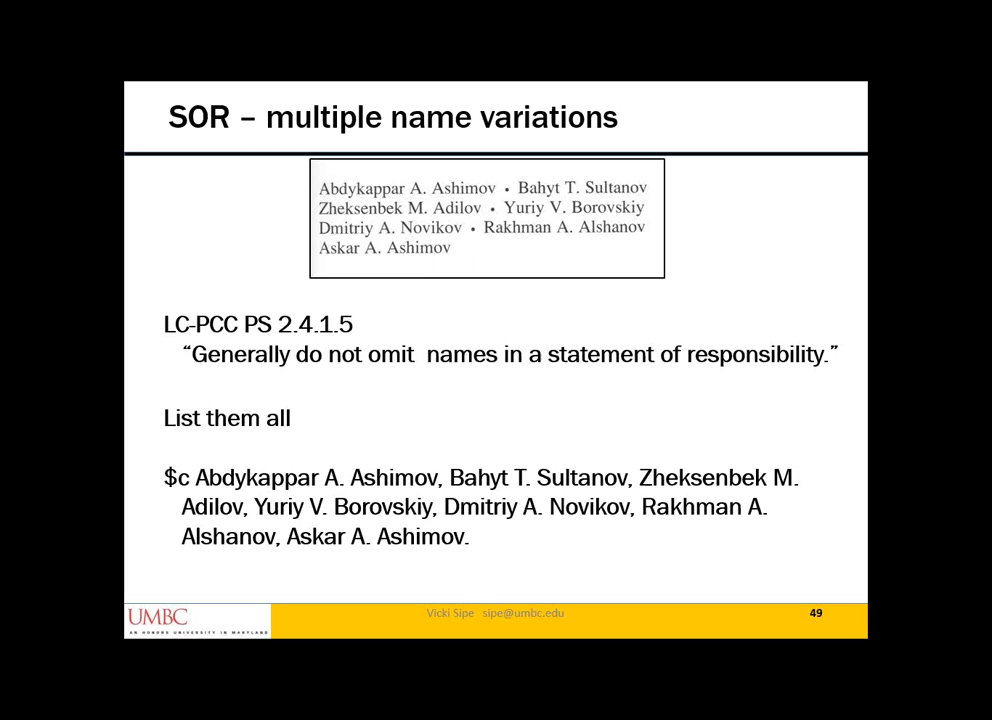 SOR – multiple name variations
Abdykappar A. Ashimov • Bahyt T. Sultanov
Zheksenbek M. Adilov • Yuriy V. Borovskiy
Dmitriy A. Novikov • Rakhman A. Alshanov
Askar A. Ashimov
LC-PCC PS 2.4.1.5
“Generally do not omit  names in a statement of responsibility.”
List them all
$c Abdykappar A. Ashimov, Bahyt T. Sultanov, Zheksenbek M.
Adilov, Yuriy V. Borovskiy, Dmitriy A. Novikov, Rakhman A.
Alshanov, Askar A. Ashimov.
UMBC
AN HONORS UNIVERSITY IN MARYLAND
Vicki Sipe   sipe@umbc.edu
49